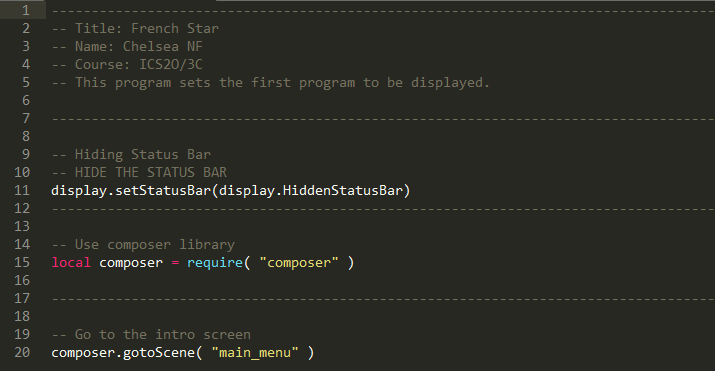 1 --------------------------------------------------------------------------------
2 -- Title: French Star
3 -- Name: Chelsea NF
4 -- Course: ICS2O/3C
5 -- This program sets the first program to be displayed.
6
7 --------------------------------------------------------------------------------
8
9 -- Hiding Status Bar
10 -- HIDE THE STATUS BAR
11 display.setStatusBar(display.HiddenStatusBar)
12 --------------------------------------------------------------------------------
13
14 -- Use composer library
15 local composer = require( "composer" )
16
17 --------------------------------------------------------------------------------
18
19 -- Go to the intro screen
20 composer.gotoScene( "main_menu" )